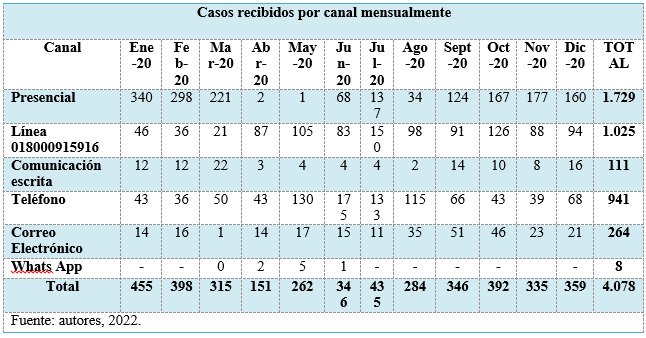 Casos recibidos por canal mensualmente
Canal Ene-20 Feb-20 Mar-20 Abr-20 May-20 Jun-20 Jul-20 Ago-20 Sept-20 Oct-20 Nov-20 Dic-20 TOTAL
Presencial 340 298 221 2 1 68 137 34 124 167 177 160 1.729
Línea 018000915916 46 36 21 87 105 83 150 98 91 126 88 94 1.025
Comunicación escrita 12 12 22 3 4 4 4 2 14 10 8 16 111
Teléfono 43 36 50 43 130 175 133 115 66 43 39 68 941
Correo Electrónico 14 16 1 14 17 15 11 35 51 46 23 21 264
Whats App - - 0 2 5 1 - - - - - - 8
Total 455 398 315 151 262 346 435 284 346 392 335 359 4.078
Fuente: autores, 2022.